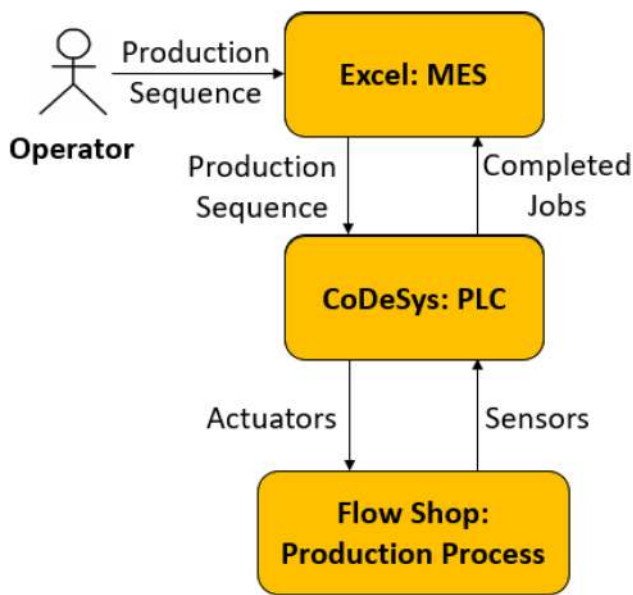 Production
Sequence
Operator
Excel: MES
Production
Sequence
Completed
Jobs
CoDeSys: PLC
Actuators
Sensors
Flow Shop:
Production Process